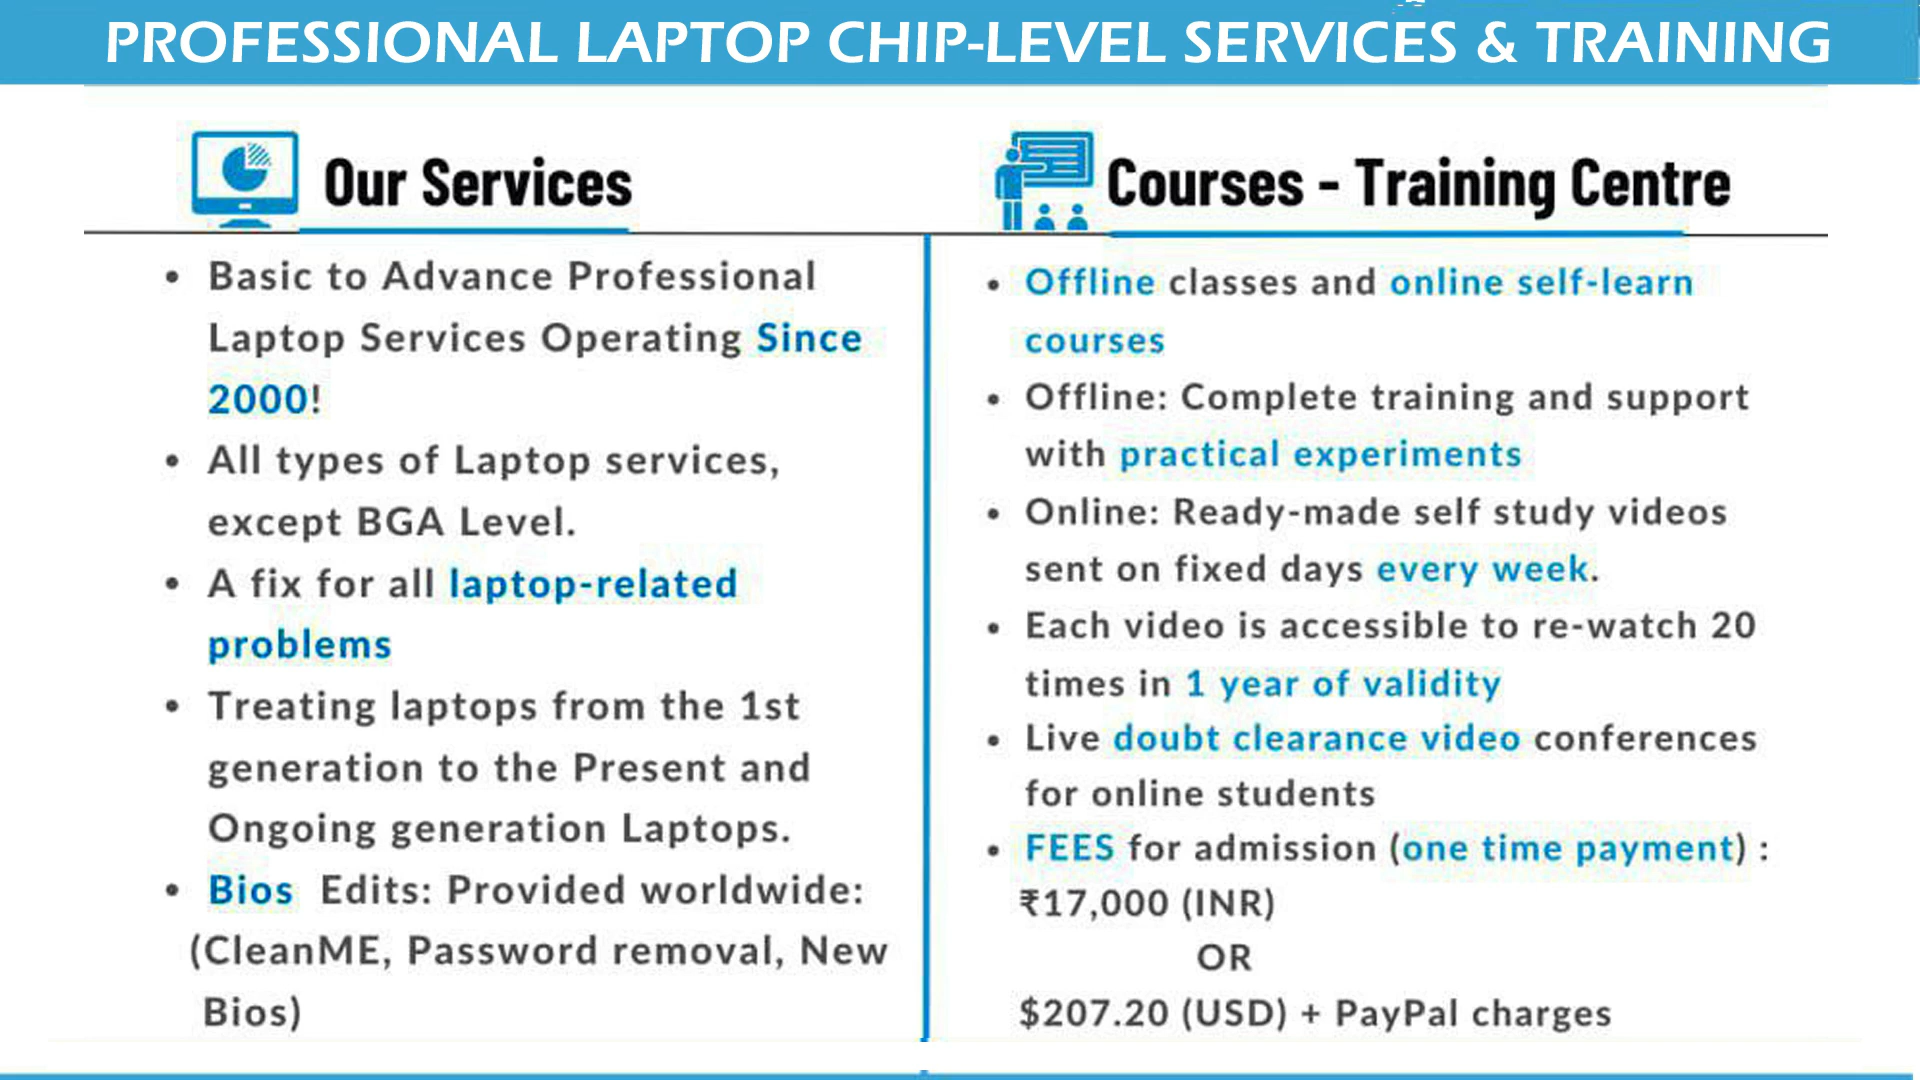 PROFESSIONAL LAPTOP CHIP-LEVEL SERVICES & TRAINING
Our Services
• Basic to Advance Professional
Laptop Services Operating Since
2000!
• All types of Laptop services,
except BGA Level.
• A fix for all laptop-related
problems
• Treating laptops from the 1st
generation to the Present and
Ongoing generation Laptops.
• Bios Edits: Provided worldwide:
(CleanME, Password removal, New
Bios)
Courses - Training Centre
• Offline classes and online self-learn
courses
• Offline: Complete training and support
with practical experiments
• Online: Ready-made self study videos
sent on fixed days every week.
• Each video is accessible to re-watch 20
times in 1 year of validity
• Live doubt clearance video conferences
for online students
• FEES for admission (one time payment) :
₹17,000 (INR)
OR
$207.20 (USD) + PayPal charges